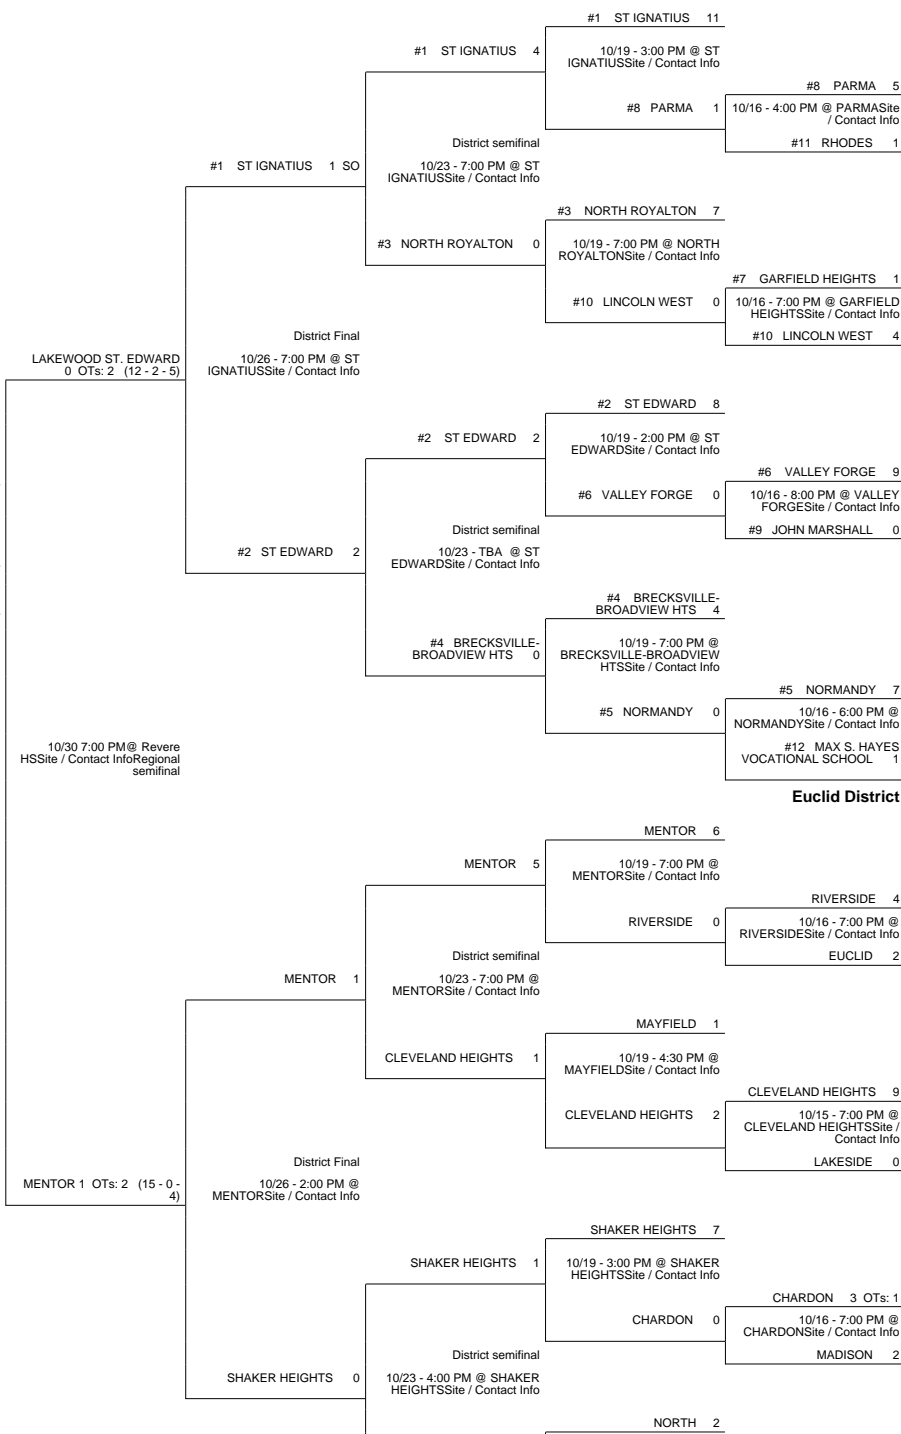 #1 ST IGNATIUS 11
#1 ST IGNATIUS 4
10/19 - 3:00 PM @ ST
IGNATIUSSite / Contact Info
#8 PARMA 5
#8 PARMA 1
10/16 - 4:00 PM @ PARMASite
/ Contact Info
District semifinal
#11 RHODES 1
#1 ST IGNATIUS 1 SO
10/23 - 7:00 PM @ ST
IGNATIUSSite / Contact Info
#3 NORTH ROYALTON 7
#3 NORTH ROYALTON 0
10/19 - 7:00 PM @ NORTH
ROYALTONSite / Contact Info
#7 GARFIELD HEIGHTS 1
#10 LINCOLN WEST 0
10/16 - 7:00 PM @ GARFIELD
HEIGHTSSite / Contact Info
District Final
#10 LINCOLN WEST 4
LAKEWOOD ST. EDWARD
0 OTs: 2 (12 - 2 - 5)
10/26 - 7:00 PM @ ST
IGNATIUSSite / Contact Info
#2 ST EDWARD 8
#2 ST EDWARD 2
10/19 - 2:00 PM @ ST
EDWARDSite / Contact Info
#6 VALLEY FORGE 9
#6 VALLEY FORGE 0
10/16 - 8:00 PM @ VALLEY
FORGESite / Contact Info
District semifinal
#9 JOHN MARSHALL 0
#2 ST EDWARD 2
10/23 - TBA @ ST
EDWARDSite / Contact Info
#4 BRECKSVILLE-
BROADVIEW HTS 4
#4 BRECKSVILLE-
BROADVIEW HTS 0
10/19 - 7:00 PM @
BRECKSVILLE-BROADVIEW
HTSSite / Contact Info
#5 NORMANDY 7
#5 NORMANDY 0
10/16 - 6:00 PM @
NORMANDYSite / Contact Info
10/30 7:00 PM@ Revere
HSSite / Contact InfoRegional
semifinal
#12 MAX S. HAYES
VOCATIONAL SCHOOL 1
Euclid District
MENTOR 6
MENTOR 5
10/19 - 7:00 PM @
MENTORSite / Contact Info
RIVERSIDE 4
RIVERSIDE 0
10/16 - 7:00 PM @
RIVERSIDESite / Contact Info
District semifinal
EUCLID 2
MENTOR 1
10/23 - 7:00 PM @
MENTORSite / Contact Info
MAYFIELD 1
CLEVELAND HEIGHTS 1
10/19 - 4:30 PM @
MAYFIELDSite / Contact Info
CLEVELAND HEIGHTS 9
CLEVELAND HEIGHTS 2
10/15 - 7:00 PM @
CLEVELAND HEIGHTSSite /
Contact Info
District Final
LAKESIDE 0
MENTOR 1 OTs: 2 (15 - 0 -
4)
10/26 - 2:00 PM @
MENTORSite / Contact Info
SHAKER HEIGHTS 7
SHAKER HEIGHTS 1
10/19 - 3:00 PM @ SHAKER
HEIGHTSSite / Contact Info
CHARDON 3 OTs: 1
CHARDON 0
10/16 - 7:00 PM @
CHARDONSite / Contact Info
District semifinal
MADISON 2
SHAKER HEIGHTS 0
10/23 - 4:00 PM @ SHAKER
HEIGHTSSite / Contact Info
NORTH 2